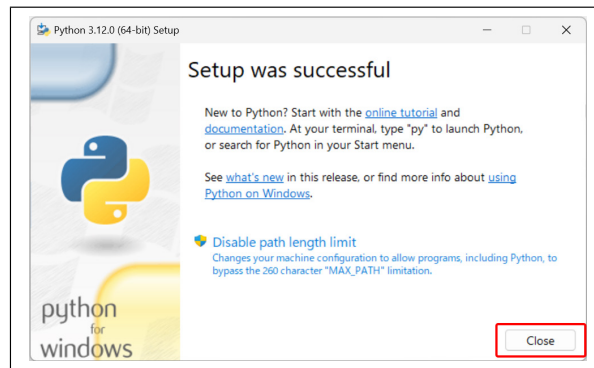 Python 3.12.0 (64-bit) Setup
Setup was successful
New to Python? Start with the online tutorial and
documentation. At your terminal, type "py" to launch Python,
or search for Python in your Start menu.
See what's new in this release, or find more info about using
Python on Windows.
Disable path length limit
Changes your machine configuration to allow programs, including Python, to
bypass the 260 character "MAX_PATH" limitation.
python
for
windows
Close